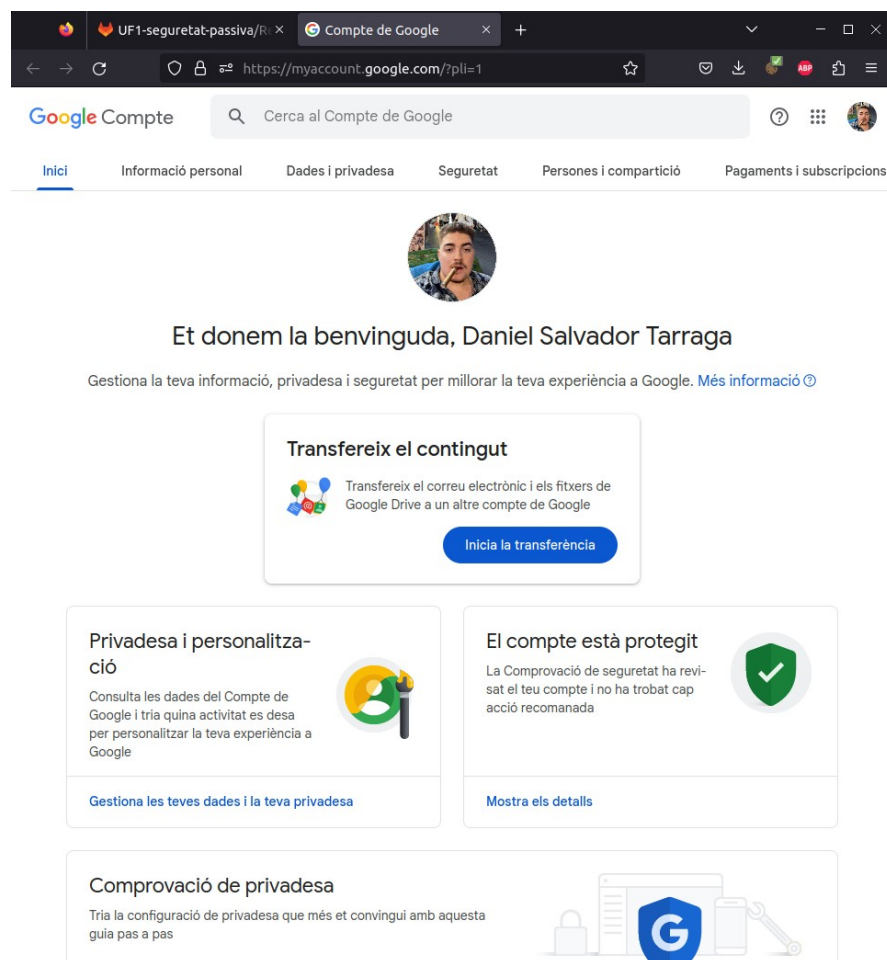 UF1-seguretat-passiva/Re
Compte de Google
https://myaccount.google.com/?pli=1
ABP
Google Compte
Cerca al Compte de Google
Inici Informació personal Dades i privadesa Seguretat Persones i compartició Pagaments i subscripcions
Et donem la benvinguda, Daniel Salvador Tarraga
Gestiona la teva informació, privadesa i seguretat per millorar la teva experiència a Google. Més informació
Transfereix el contingut
Transfereix el correu electrònic i els fitxers de
Google Drive a un altre compte de Google
Inicia la transferència
Privadesa i personalitza-
ció
Consulta les dades del Compte de
Google i tria quina activitat es desa
per personalitzar la teva experiència a
Google
Gestiona les teves dades i la teva privadesa
El compte està protegit
La Comprovació de seguretat ha revi-
sat el teu compte i no ha trobat cap
acció recomanada
Mostra els detalls
Comprovació de privadesa
Tria la configuració de privadesa que més et convingui amb aquesta
guia pas a pas
G